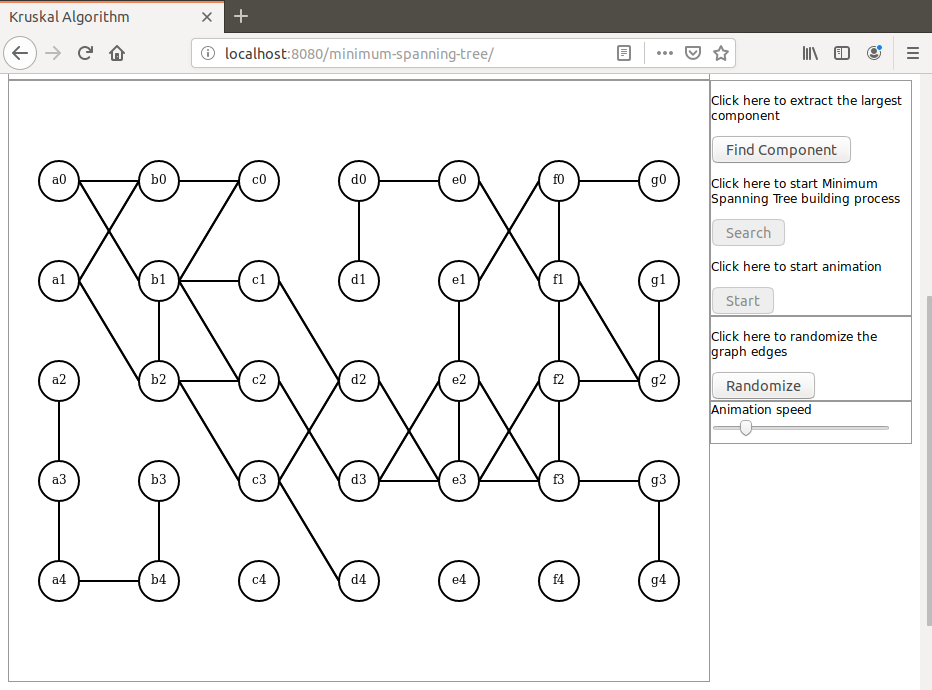 Kruskal Algorithm
localhost:8080/minimum-spanning-tree/
Click here to extract the largest
component
Find Component
Click here to start Minimum
Spanning Tree building process
Search
Click here to start animation
Start
Click here to randomize the
graph edges
Randomize
Animation speed
a0 b0 c0 d0 e0 f0 g0
a1 b1 c1 d1 e1 f1 g1
a2 b2 c2 d2 e2 f2 g2
a3 b3 c3 d3 e3 f3 g3
a4 b4 c4 d4 e4 f4 g4